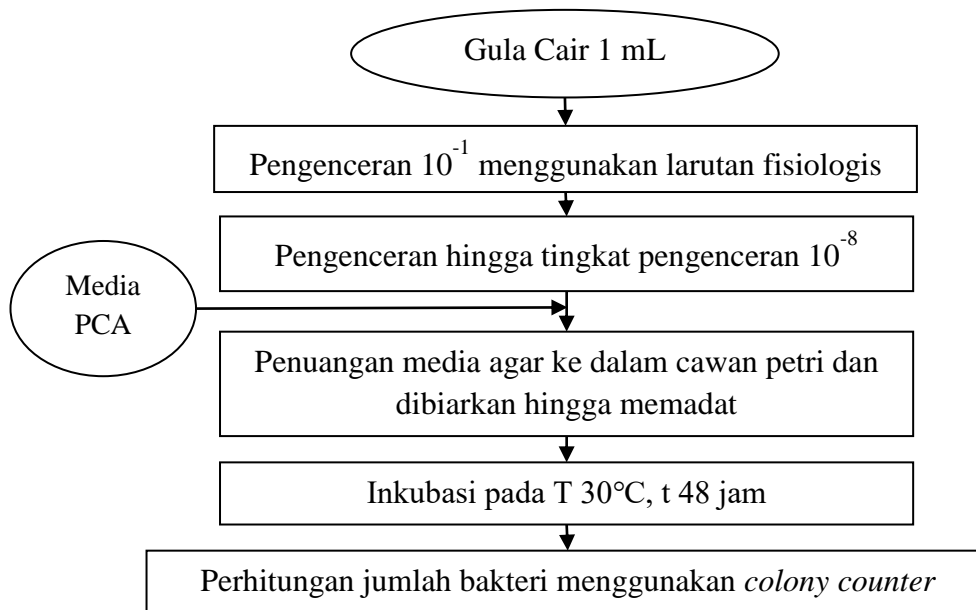 Gula Cair 1 mL
Pengenceran 10⁻¹ menggunakan larutan fisiologis
Pengenceran hingga tingkat pengenceran 10⁻⁸
Media
PCA
Penuangan media agar ke dalam cawan petri dan
dibiarkan hingga memadat
Inkubasi pada T 30°C, t 48 jam
Perhitungan jumlah bakteri menggunakan colony counter